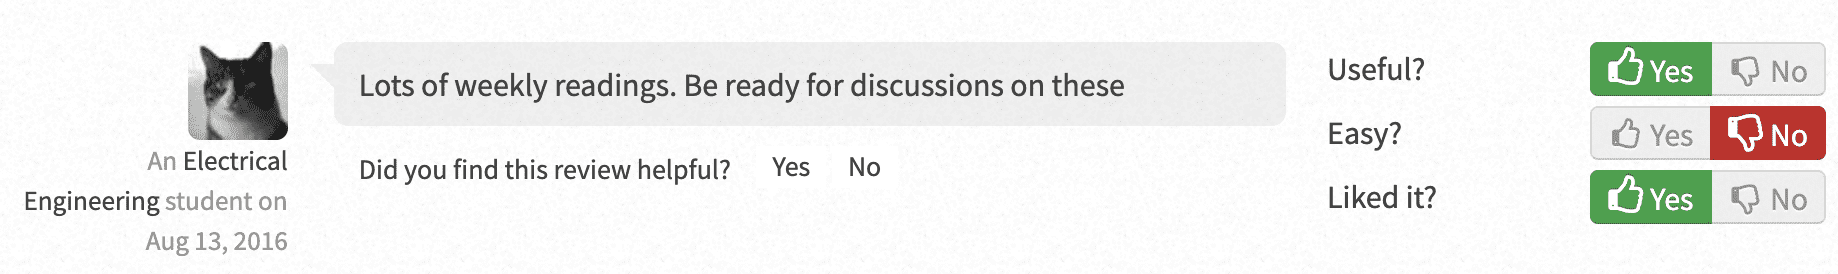 An Electrical
Engineering student on
Aug 13, 2016
Lots of weekly readings. Be ready for discussions on these
Did you find this review helpful? Yes No
Useful? Yes No
Easy? Yes No
Liked it? Yes No